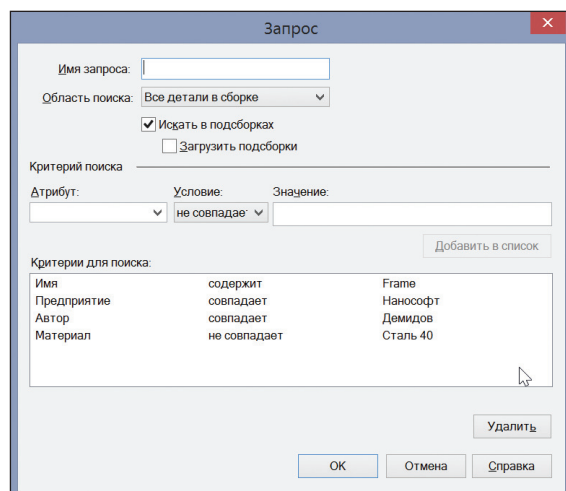 Запрос
Имя запроса:
Область поиска: Все детали в сборке
Искать в подсборках
Загрузить подсборки
Критерий поиска
Атрибут: Условие: Значение:
не совпадает
Добавить в список
Критерии для поиска:
Имя содержит Frame
Предприятие совпадает Нанософт
Автор совпадает Демидов
Материал не совпадает Сталь 40
Удалить
OK Отмена Справка